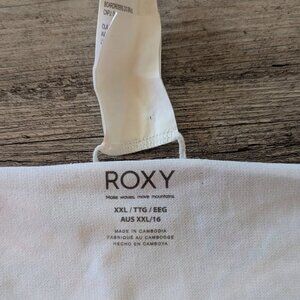 ROXY
Make waves, move mountains.
XXL / TTG / EEG
AUS XXL/16
MADE IN CAMBODIA
FABRIQUÉ AU CAMBODGE
HECHO EN CAMBOYA